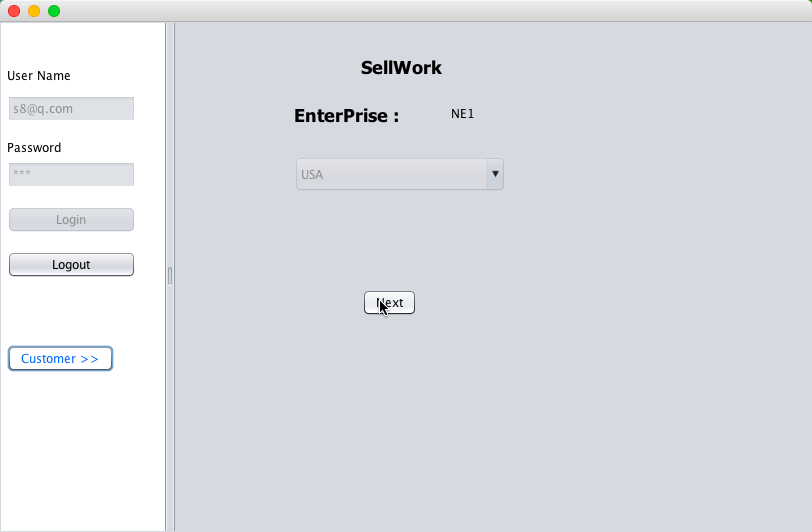 User Name
s8@q.com
Password
***
Login
Logout
Customer >>
SellWork
EnterPrise : NE1
USA
Next